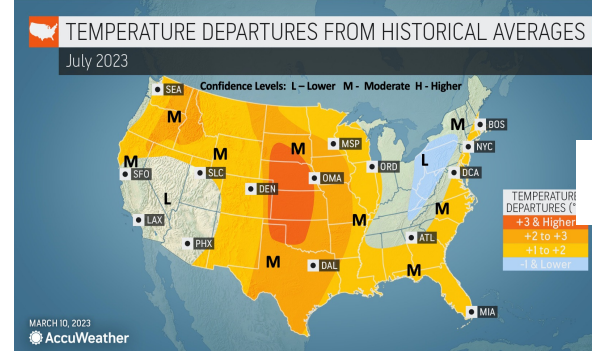 TEMPERATURE DEPARTURES FROM HISTORICAL AVERAGES
July 2023
Confidence Levels: L – Lower M - Moderate H - Higher
SEA
M
M
BOS
M
M
MSP
NYC
M
M
L
ORD
SFO
SLC
OMA
DCA
DEN
L
M
M
LAX
ATL
PHX
M
DAL
M
MIA
TEMPERATURE
DEPARTURES (°
+3 & Higher
+2 to +3
+1 to +2
-1 & Lower
MARCH 10, 2023
AccuWeather